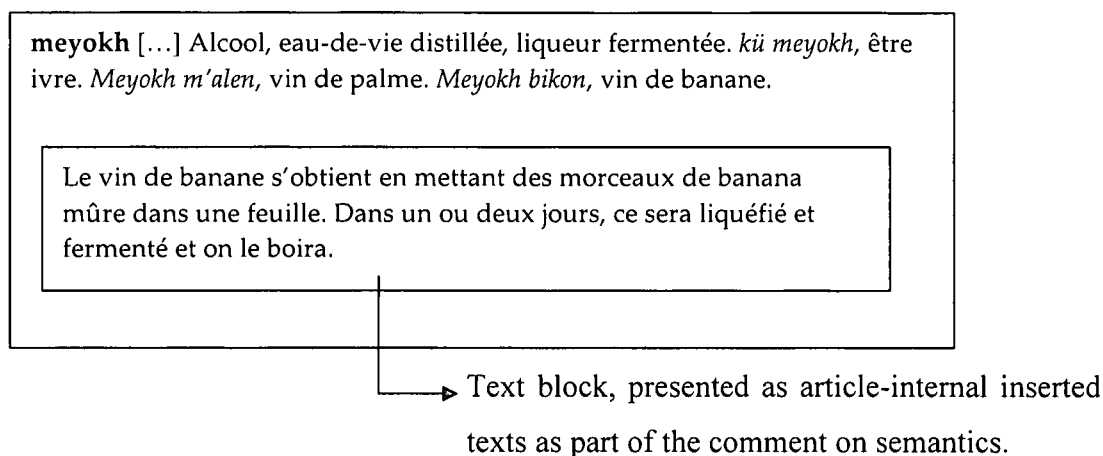 meyokh […] Alcool, eau-de-vie distillée, liqueur fermentée. kü meyokh, être
ivre. Meyokh m'alen, vin de palme. Meyokh bikon, vin de banane.
Le vin de banane s'obtient en mettant des morceaux de banana
mûre dans une feuille. Dans un ou deux jours, ce sera liquéfié et
fermenté et on le boira.
Text block, presented as article-internal inserted
texts as part of the comment on semantics.